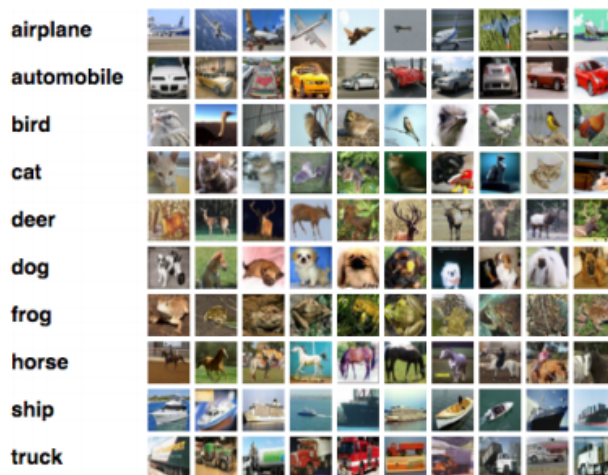 airplane
automobile
bird
cat
deer
dog
frog
horse
ship
truck